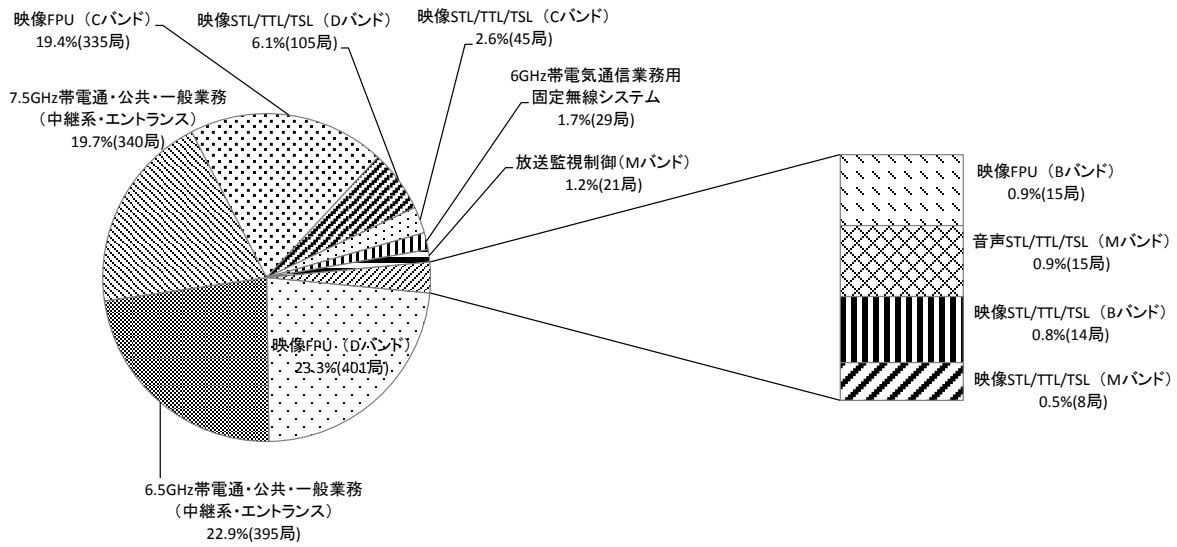 映像FPU（Cバンド）
19.4%(335局)
映像STL/TTL/TSL（Dバンド）
6.1%(105局)
映像STL/TTL/TSL（Cバンド）
2.6%(45局)
6GHz帯電気通信業務用
固定無線システム
1.7%(29局)
放送監視制御（Mバンド）
1.2%(21局)
7.5GHz帯電通・公共・一般業務
（中継系・エントランス）
19.7%(340局)
映像FPU（Dバンド）
23.3%(401局)
6.5GHz帯電通・公共・一般業務
（中継系・エントランス）
22.9%(395局)
映像FPU（Bバンド）
0.9%(15局)
音声STL/TTL/TSL（Mバンド）
0.9%(15局)
映像STL/TTL/TSL（Bバンド）
0.8%(14局)
映像STL/TTL/TSL（Mバンド）
0.5%(8局)